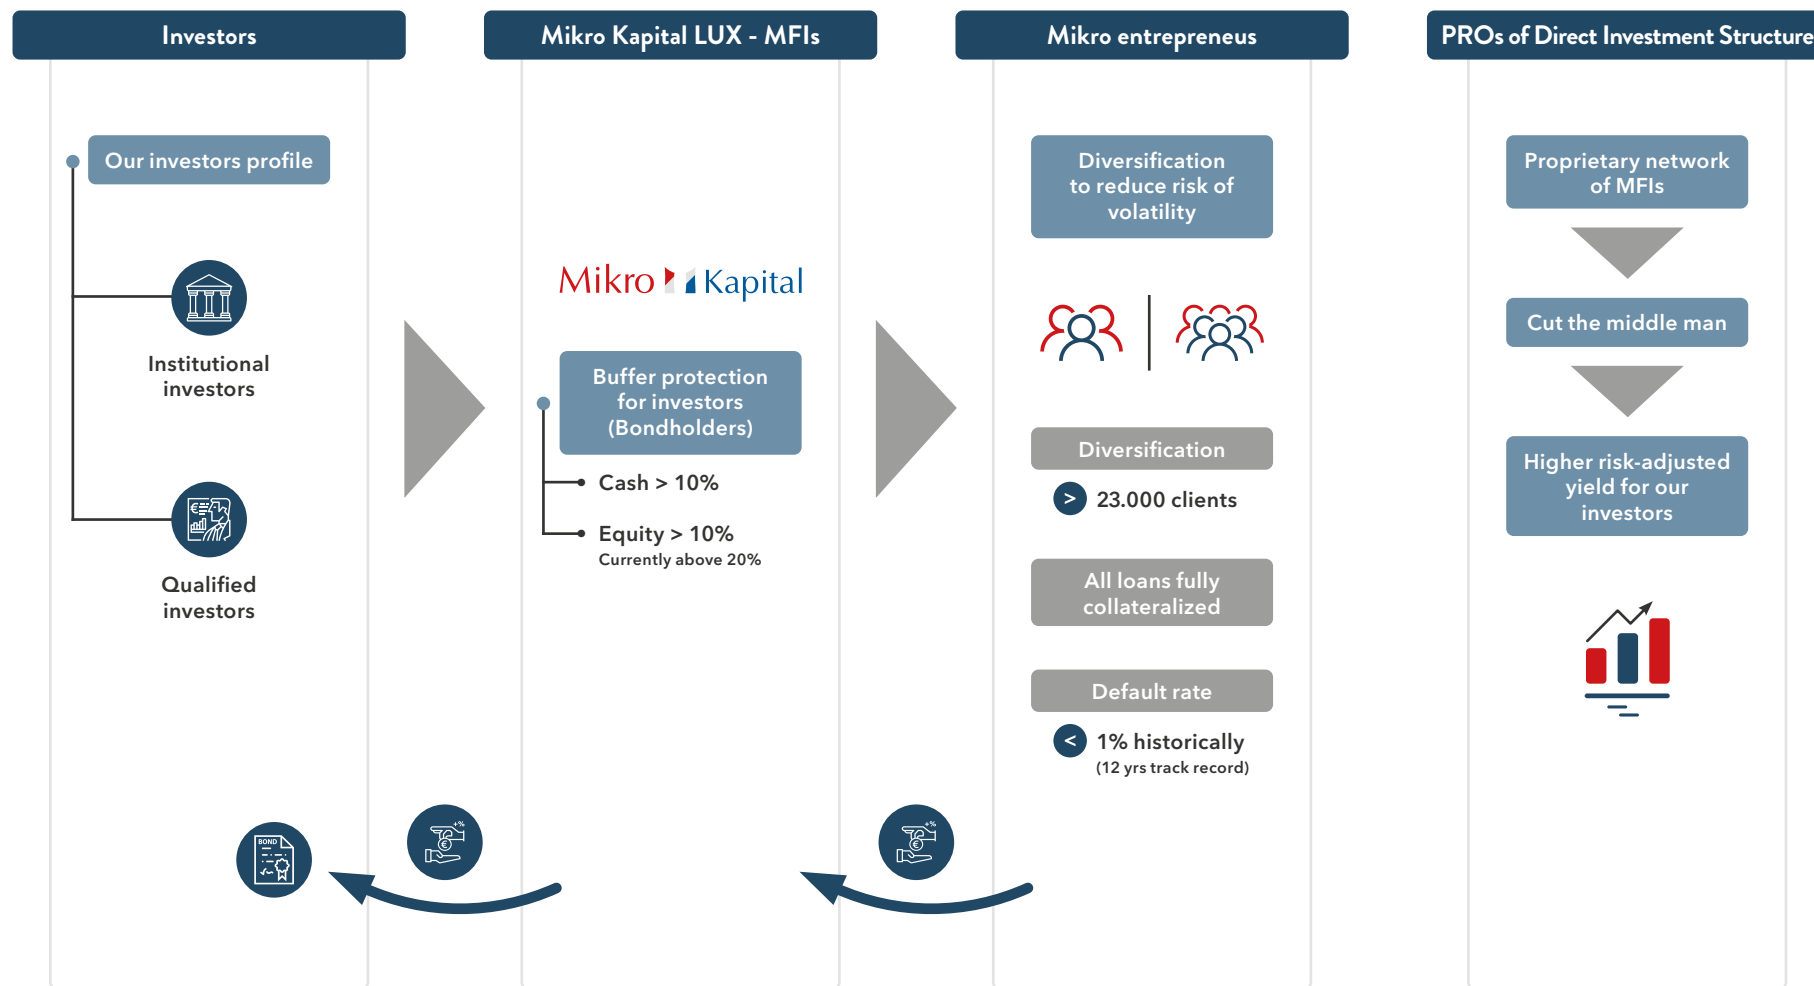 Investors
Our investors profile
Institutional
investors
Qualified
investors
BOND
+%
€
Mikro Kapital LUX - MFIs
Mikro Kapital
Buffer protection
for investors
(Bondholders)
Cash > 10%
Equity > 10%
Currently above 20%
+%
€
Mikro entrepreneus
Diversification
to reduce risk of
volatility
Diversification
> 23.000 clients
All loans fully
collateralized
Default rate
< 1% historically
(12 yrs track record)
PROs of Direct Investment Structure
Proprietary network
of MFIs
Cut the middle man
Higher risk-adjusted
yield for our
investors